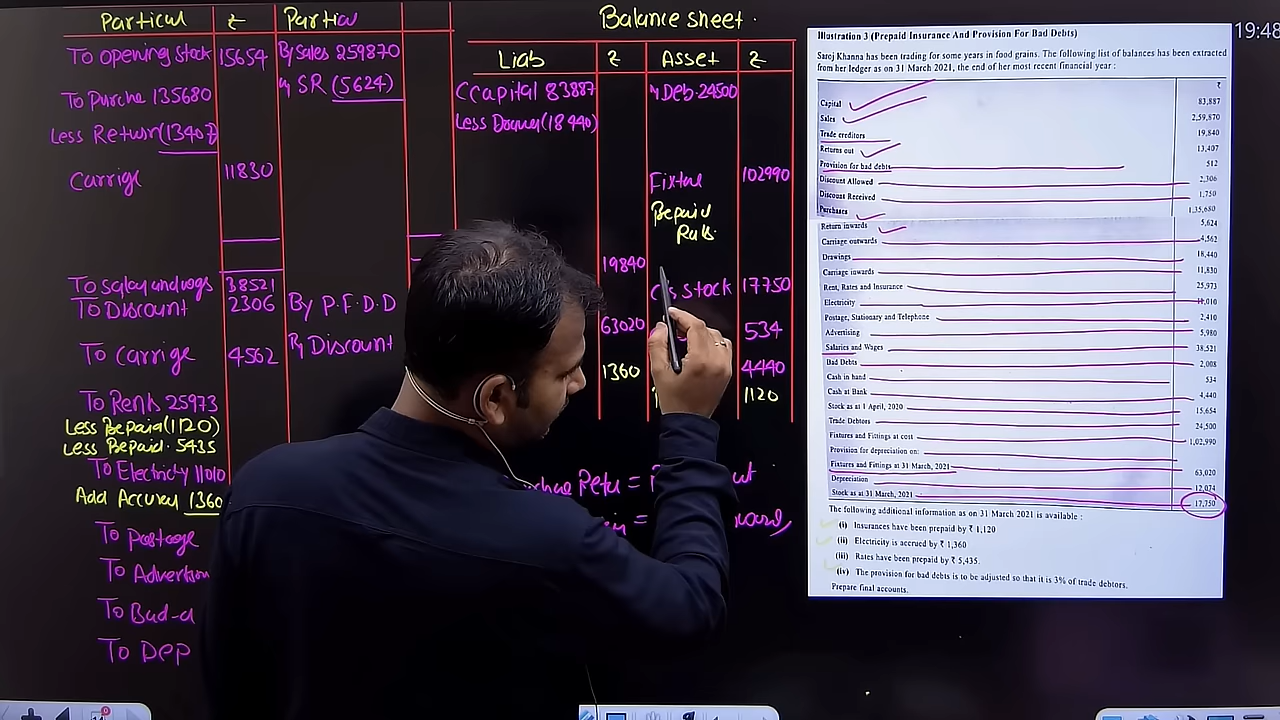 Particul ₹ Particu
To opening stock 15654 By Sales 259870
By SR (5624)
To Purche 135680
Less Return (13407
Carrige 11830
To Salary and wags 38521
To Discount 2306 By P.F.D.D
By Discount
To Carrige 4562
To Rents 25973
Less Prepaid (1120)
Less Prepaid. 5435
To Electricity 11010
Add Accured 1360
To Postage
To Advertism
To Bad-d
To Dep
Balance sheet.
Liab ₹ Asset ₹
Capital 83887 Deb. 24500
Less Drawer (18440)
Fixture 102990
Prepaid
Rates
19840
stock 17750
63020 534
1360 4440
1120
Illustration 3 (Prepaid Insurance And Provision For Bad Debts)
Saroj Khanna has been trading for some years in food grains. The following list of balances has been extracted
from her ledger as on 31 March 2021, the end of her most recent financial year :
₹
Capital 83,887
Sales 2,59,870
Trade creditors 19,840
Returns out 13,407
Provision for bad debts 512
Discount Allowed 2,306
Discount Received 1,750
Purchases 1,35,680
Return inwards 5,624
Carriage outwards 4,562
Drawings 18,440
Carriage inwards 11,830
Rent, Rates and Insurance 25,973
Electricity 11,010
Postage, Stationary and Telephone 2,410
Advertising 5,980
Salaries and Wages 38,521
Bad Debts 2,008
Cash in hand 534
Cash at Bank 4,440
Stock as at 1 April, 2020 15,654
Trade Debtors 24,500
Fixtures and Fittings at cost 1,02,990
Provision for depreciation on:
Fixtures and Fittings at 31 March, 2021 63,020
Depreciation 12,074
Stock as at 31 March, 2021 17,750
The following additional information as on 31 March 2021 is available :
(i) Insurances have been prepaid by ₹ 1,120
(ii) Electricity is accrued by ₹ 1,360
(iii) Rates have been prepaid by ₹ 5,435.
(iv) The provision for bad debts is to be adjusted so that it is 3% of trade debtors.
Prepare final accounts.
19:48